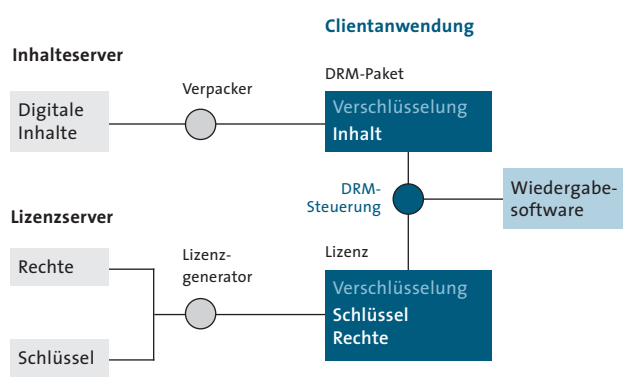 Clientanwendung
Inhalteserver
Verpacker
DRM-Paket
Digitale
Inhalte
Verschlüsselung
Inhalt
DRM-
Steuerung
Wiedergabe-
software
Lizenzserver
Rechte
Lizenz-
generator
Lizenz
Verschlüsselung
Schlüssel
Rechte
Schlüssel